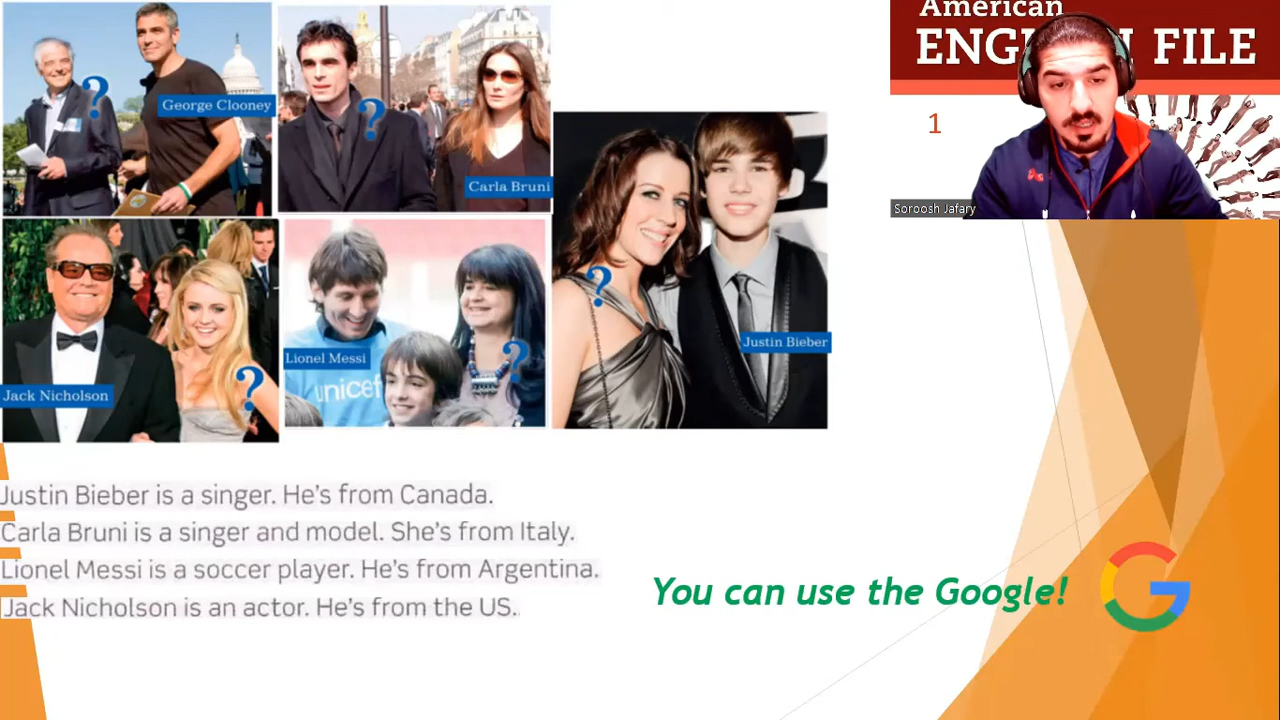 American
ENGLISH FILE
1
Soroosh Jafary
?
George Clooney
?
Carla Bruni
?
Justin Bieber
Jack Nicholson
?
Lionel Messi
unicef
?
Justin Bieber is a singer. He's from Canada.
Carla Bruni is a singer and model. She's from Italy.
Lionel Messi is a soccer player. He's from Argentina.
Jack Nicholson is an actor. He's from the US.
You can use the Google!
G